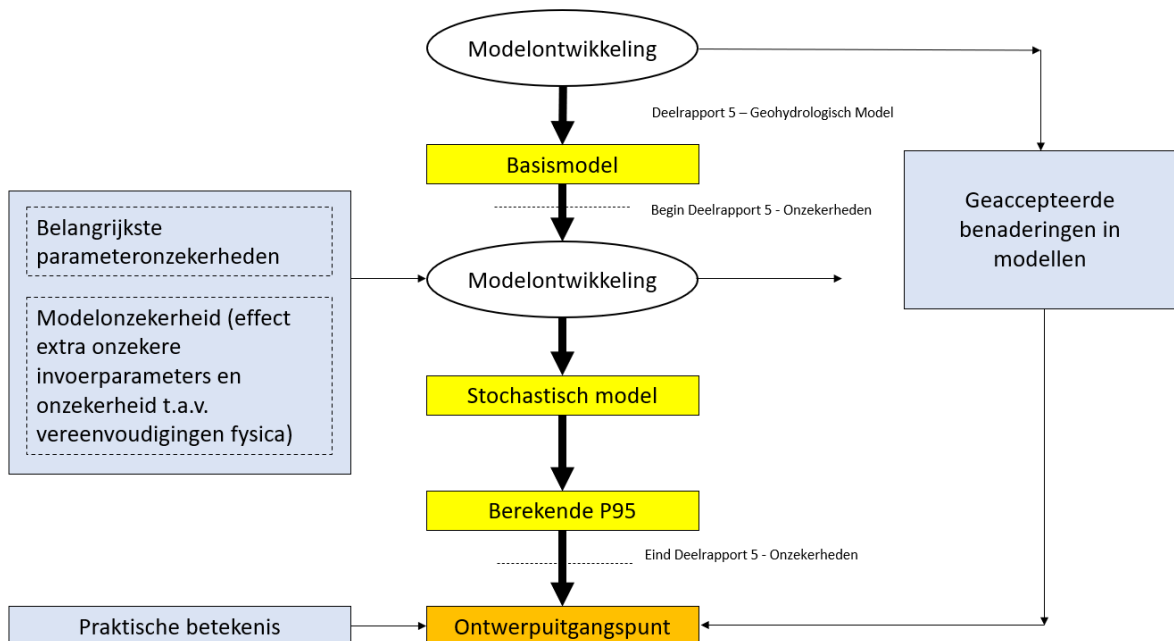 Modelontwikkeling
Deelrapport 5 – Geohydrologisch Model
Basismodel
Begin Deelrapport 5 - Onzekerheden
Geaccepteerde
benaderingen in
modellen
Belangrijkste
parameteronzekerheden
Modelonzekerheid (effect
extra onzekere
invoerparameters en
onzekerheid t.a.v.
vereenvoudigingen fysica)
Modelontwikkeling
Stochastisch model
Berekende P95
Eind Deelrapport 5 - Onzekerheden
Praktische betekenis
Ontwerpuitgangspunt